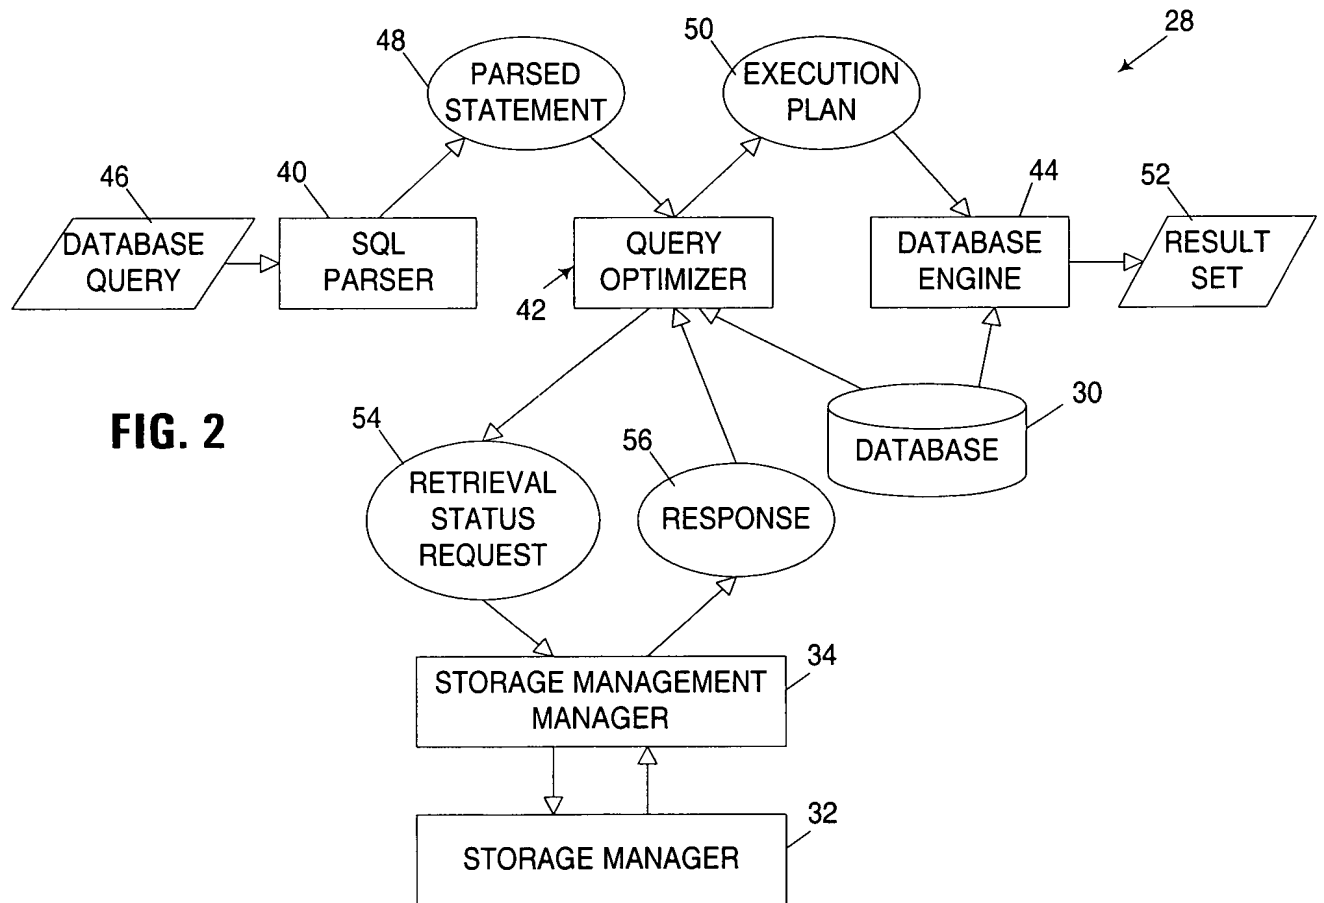 28
48
PARSED
STATEMENT
50
EXECUTION
PLAN
46
DATABASE
QUERY
40
SQL
PARSER
42
QUERY
OPTIMIZER
44
DATABASE
ENGINE
52
RESULT
SET
FIG. 2
54
RETRIEVAL
STATUS
REQUEST
56
RESPONSE
30
DATABASE
34
STORAGE MANAGEMENT
MANAGER
32
STORAGE MANAGER